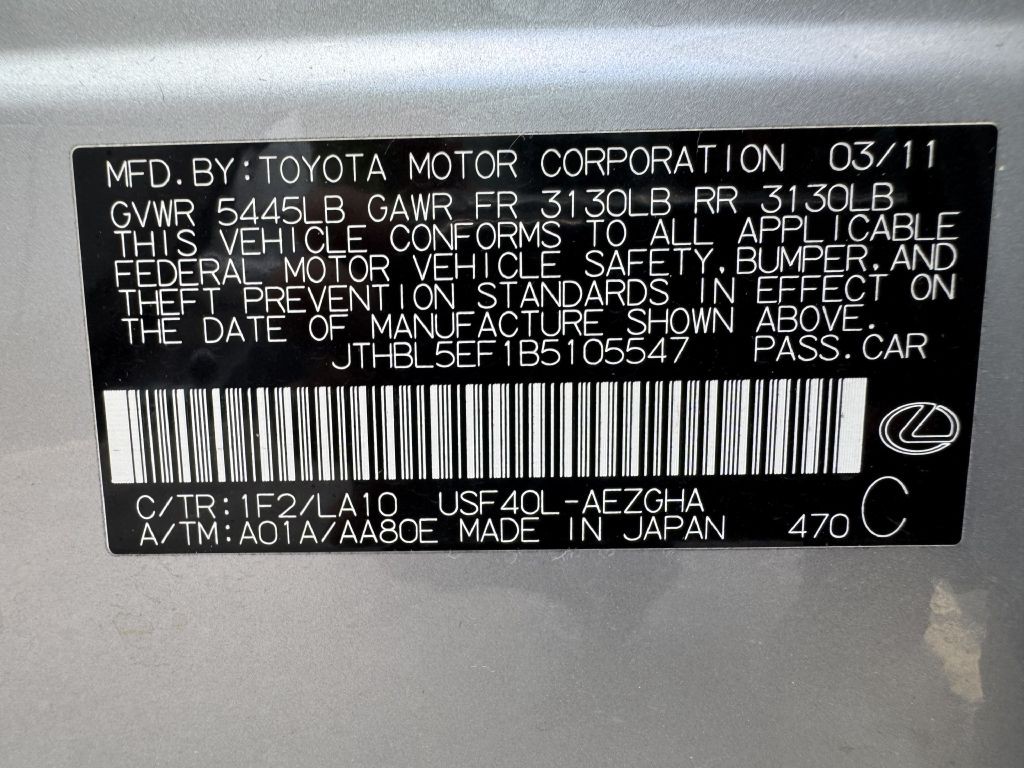 MFD.BY:TOYOTA MOTOR CORPORATION 03/11
GVWR 5445LB GAWR FR 3130LB RR 3130LB
THIS VEHICLE CONFORMS TO ALL APPLICABLE
FEDERAL MOTOR VEHICLE SAFETY,BUMPER,AND
THEFT PREVENTION STANDARDS IN EFFECT ON
THE DATE OF MANUFACTURE SHOWN ABOVE.
JTHBL5EF1B5105547 PASS.CAR
C/TR:1F2/LA10 USF40L-AEZGHA
A/TM:A01A/AA80E MADE IN JAPAN 470 C